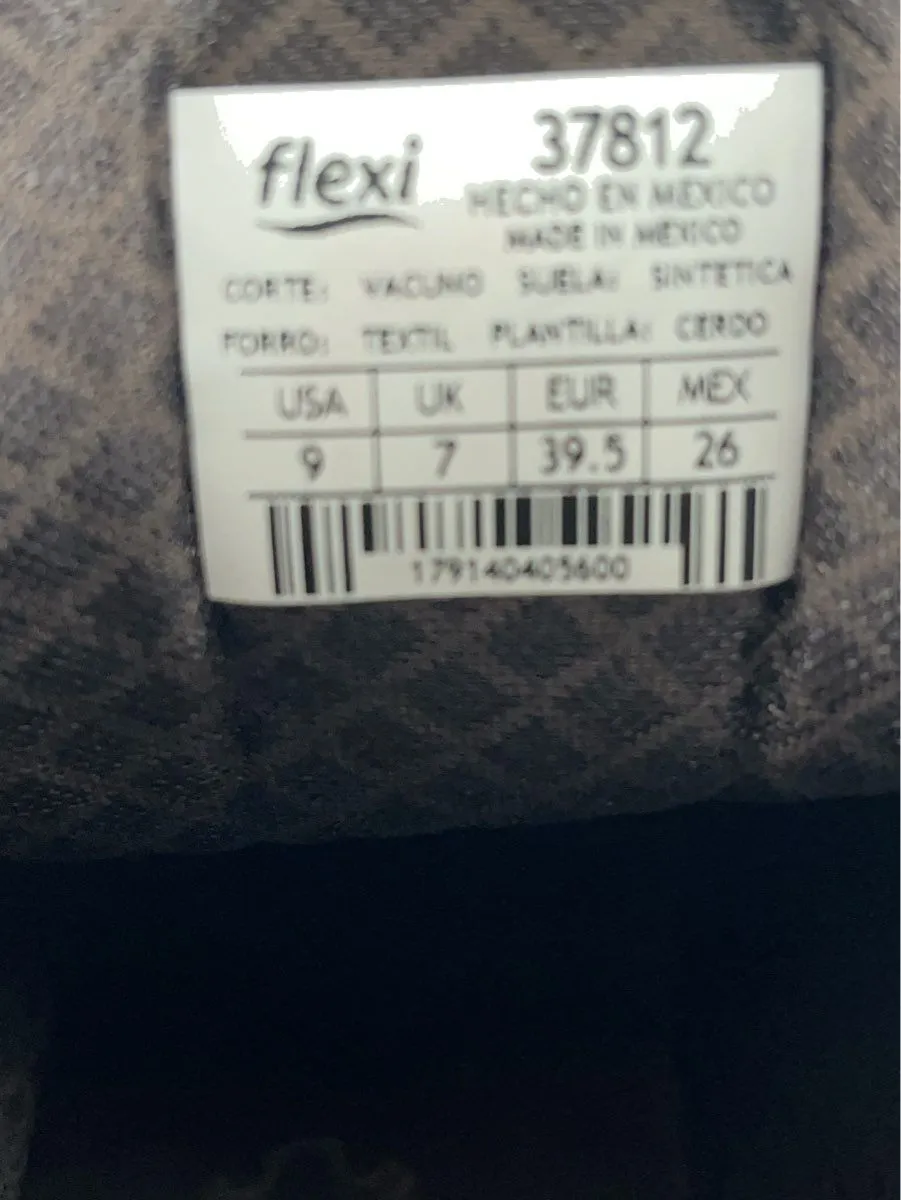 flexi
37812
HECHO EN MEXICO
MADE IN MEXICO
CORTE: VACUNO SUELA: SINTETICA
FORRO: TEXTIL PLANTILLA: CERDO
USA UK EUR MEX
9 7 39.5 26
179140405600